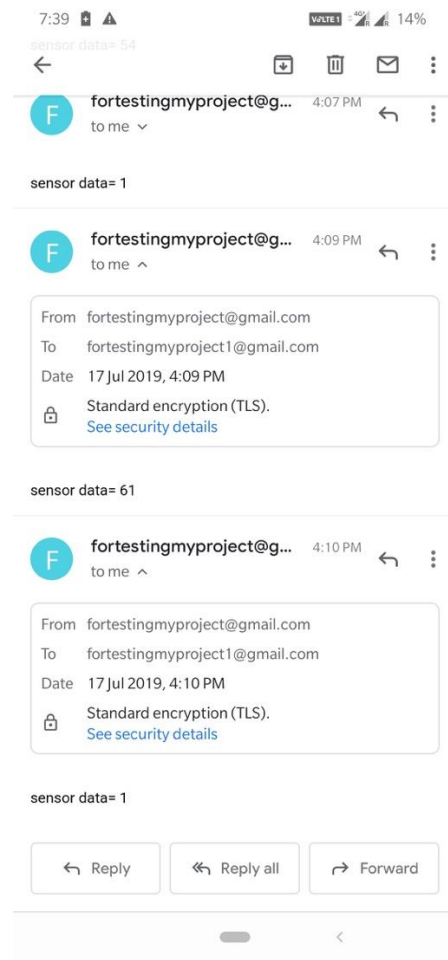 7:39
VoLTE 1
4G
R
R
14%
sensor data= 54
F
fortestingmyproject@g...
4:07 PM
to me
sensor data= 1
F
fortestingmyproject@g...
4:09 PM
to me
From fortestingmyproject@gmail.com
To fortestingmyproject1@gmail.com
Date 17 Jul 2019, 4:09 PM
Standard encryption (TLS).
See security details
sensor data= 61
F
fortestingmyproject@g...
4:10 PM
to me
From fortestingmyproject@gmail.com
To fortestingmyproject1@gmail.com
Date 17 Jul 2019, 4:10 PM
Standard encryption (TLS).
See security details
sensor data= 1
Reply
Reply all
Forward